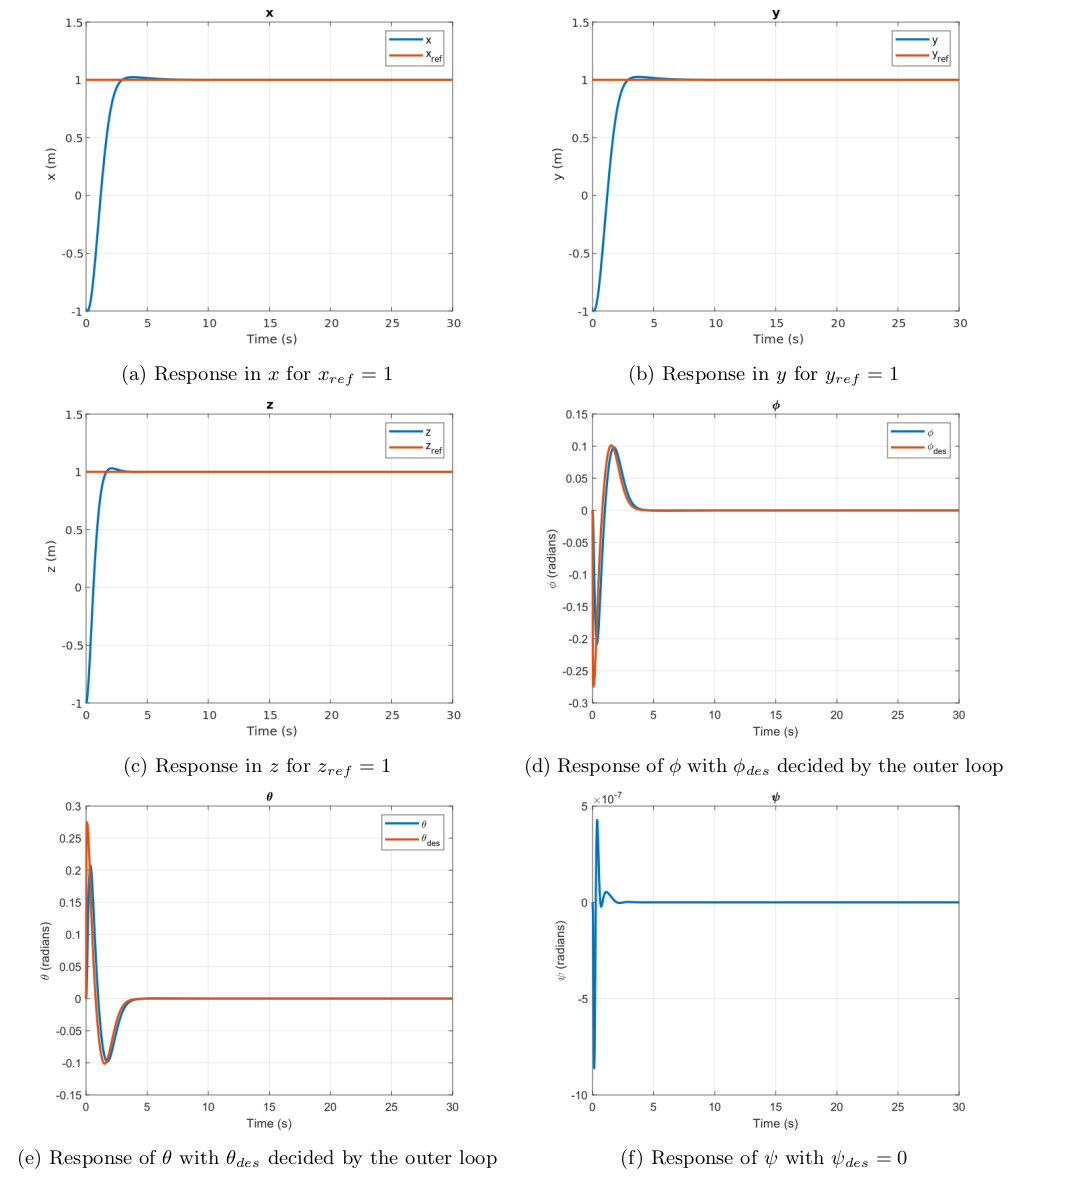 x
1.5
1
0.5
0
-0.5
-1
x (m)
0 5 10 15 20 25 30
Time (s)
x
x_ref
(a) Response in x for x_ref = 1
y
1.5
1
0.5
0
-0.5
-1
y (m)
0 5 10 15 20 25 30
Time (s)
y
y_ref
(b) Response in y for y_ref = 1
z
1.5
1
0.5
0
-0.5
-1
z (m)
0 5 10 15 20 25 30
Time (s)
z
z_ref
(c) Response in z for z_ref = 1
ϕ
0.15
0.1
0.05
0
-0.05
-0.1
-0.15
-0.2
-0.25
-0.3
ϕ (radians)
0 5 10 15 20 25 30
Time (s)
ϕ
ϕ_des
(d) Response of ϕ with ϕ_des decided by the outer loop
θ
0.3
0.25
0.2
0.15
0.1
0.05
0
-0.05
-0.1
-0.15
θ (radians)
0 5 10 15 20 25 30
Time (s)
θ
θ_des
(e) Response of θ with θ_des decided by the outer loop
ψ
×10^-7
5
0
-5
-10
ψ (radians)
0 5 10 15 20 25 30
Time (s)
(f) Response of ψ with ψ_des = 0